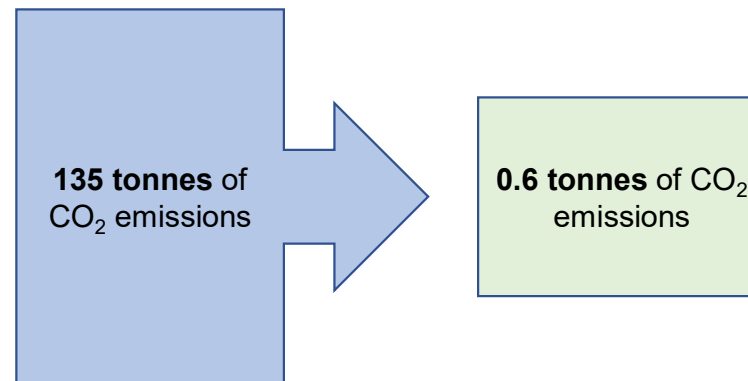 135 tonnes of
CO₂ emissions
0.6 tonnes of CO₂
emissions